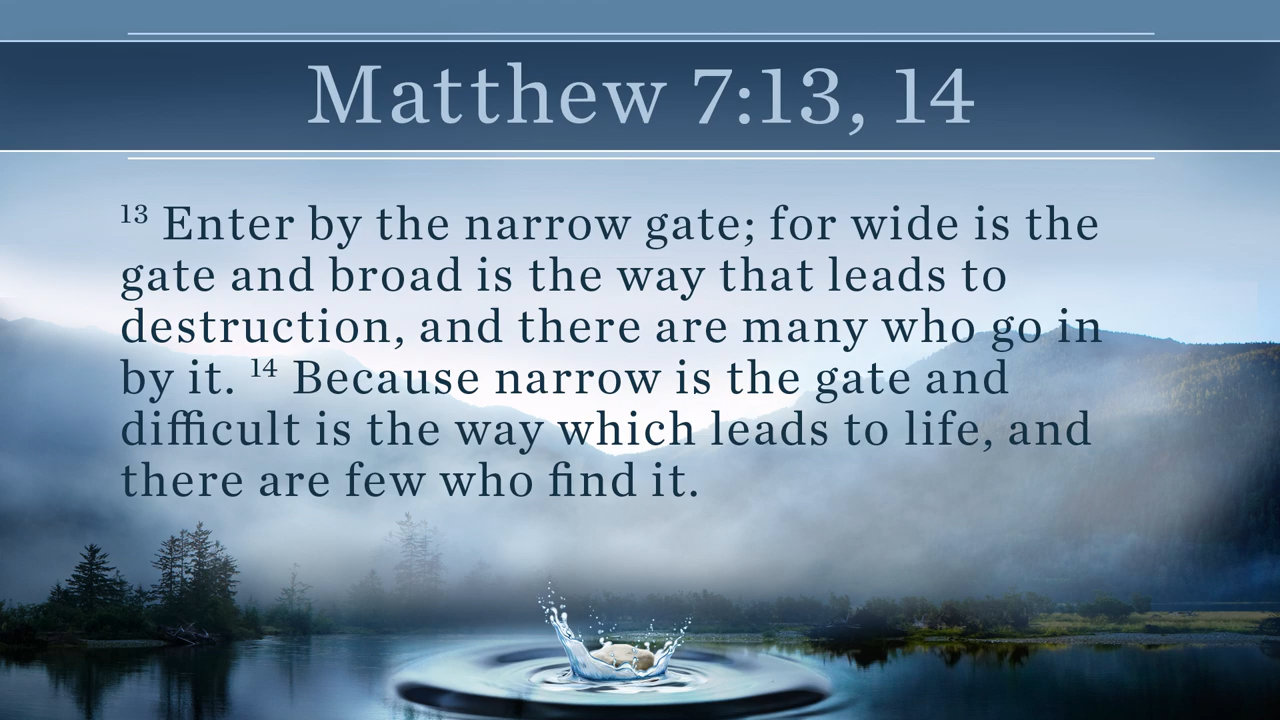 Matthew 7:13, 14
13 Enter by the narrow gate; for wide is the
gate and broad is the way that leads to
destruction, and there are many who go in
by it. 14 Because narrow is the gate and
difficult is the way which leads to life, and
there are few who find it.